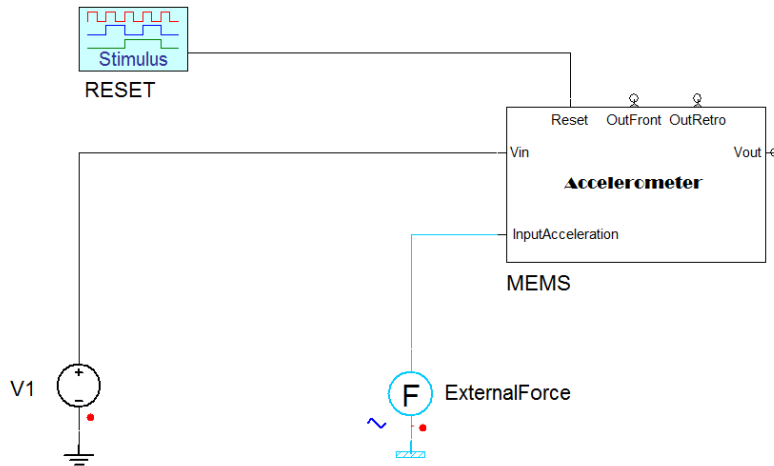 Stimulus
RESET
Reset OutFront OutRetro
Vin Vout
Accelerometer
InputAcceleration
MEMS
V1
+
−
F ExternalForce